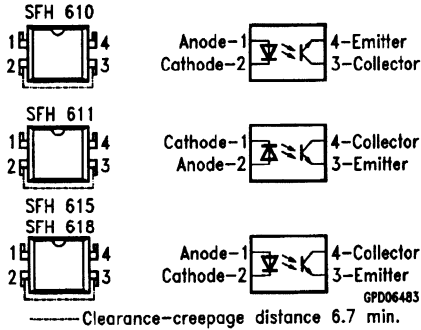 SFH 610
1 4
2 3
Anode-1 4-Emitter
Cathode-2 3-Collector
SFH 611
1 4
2 3
Cathode-1 4-Collector
Anode-2 3-Emitter
SFH 615
SFH 618
1 4
2 3
Anode-1 4-Collector
Cathode-2 3-Emitter
GPD06483
Clearance-creepage distance 6.7 min.